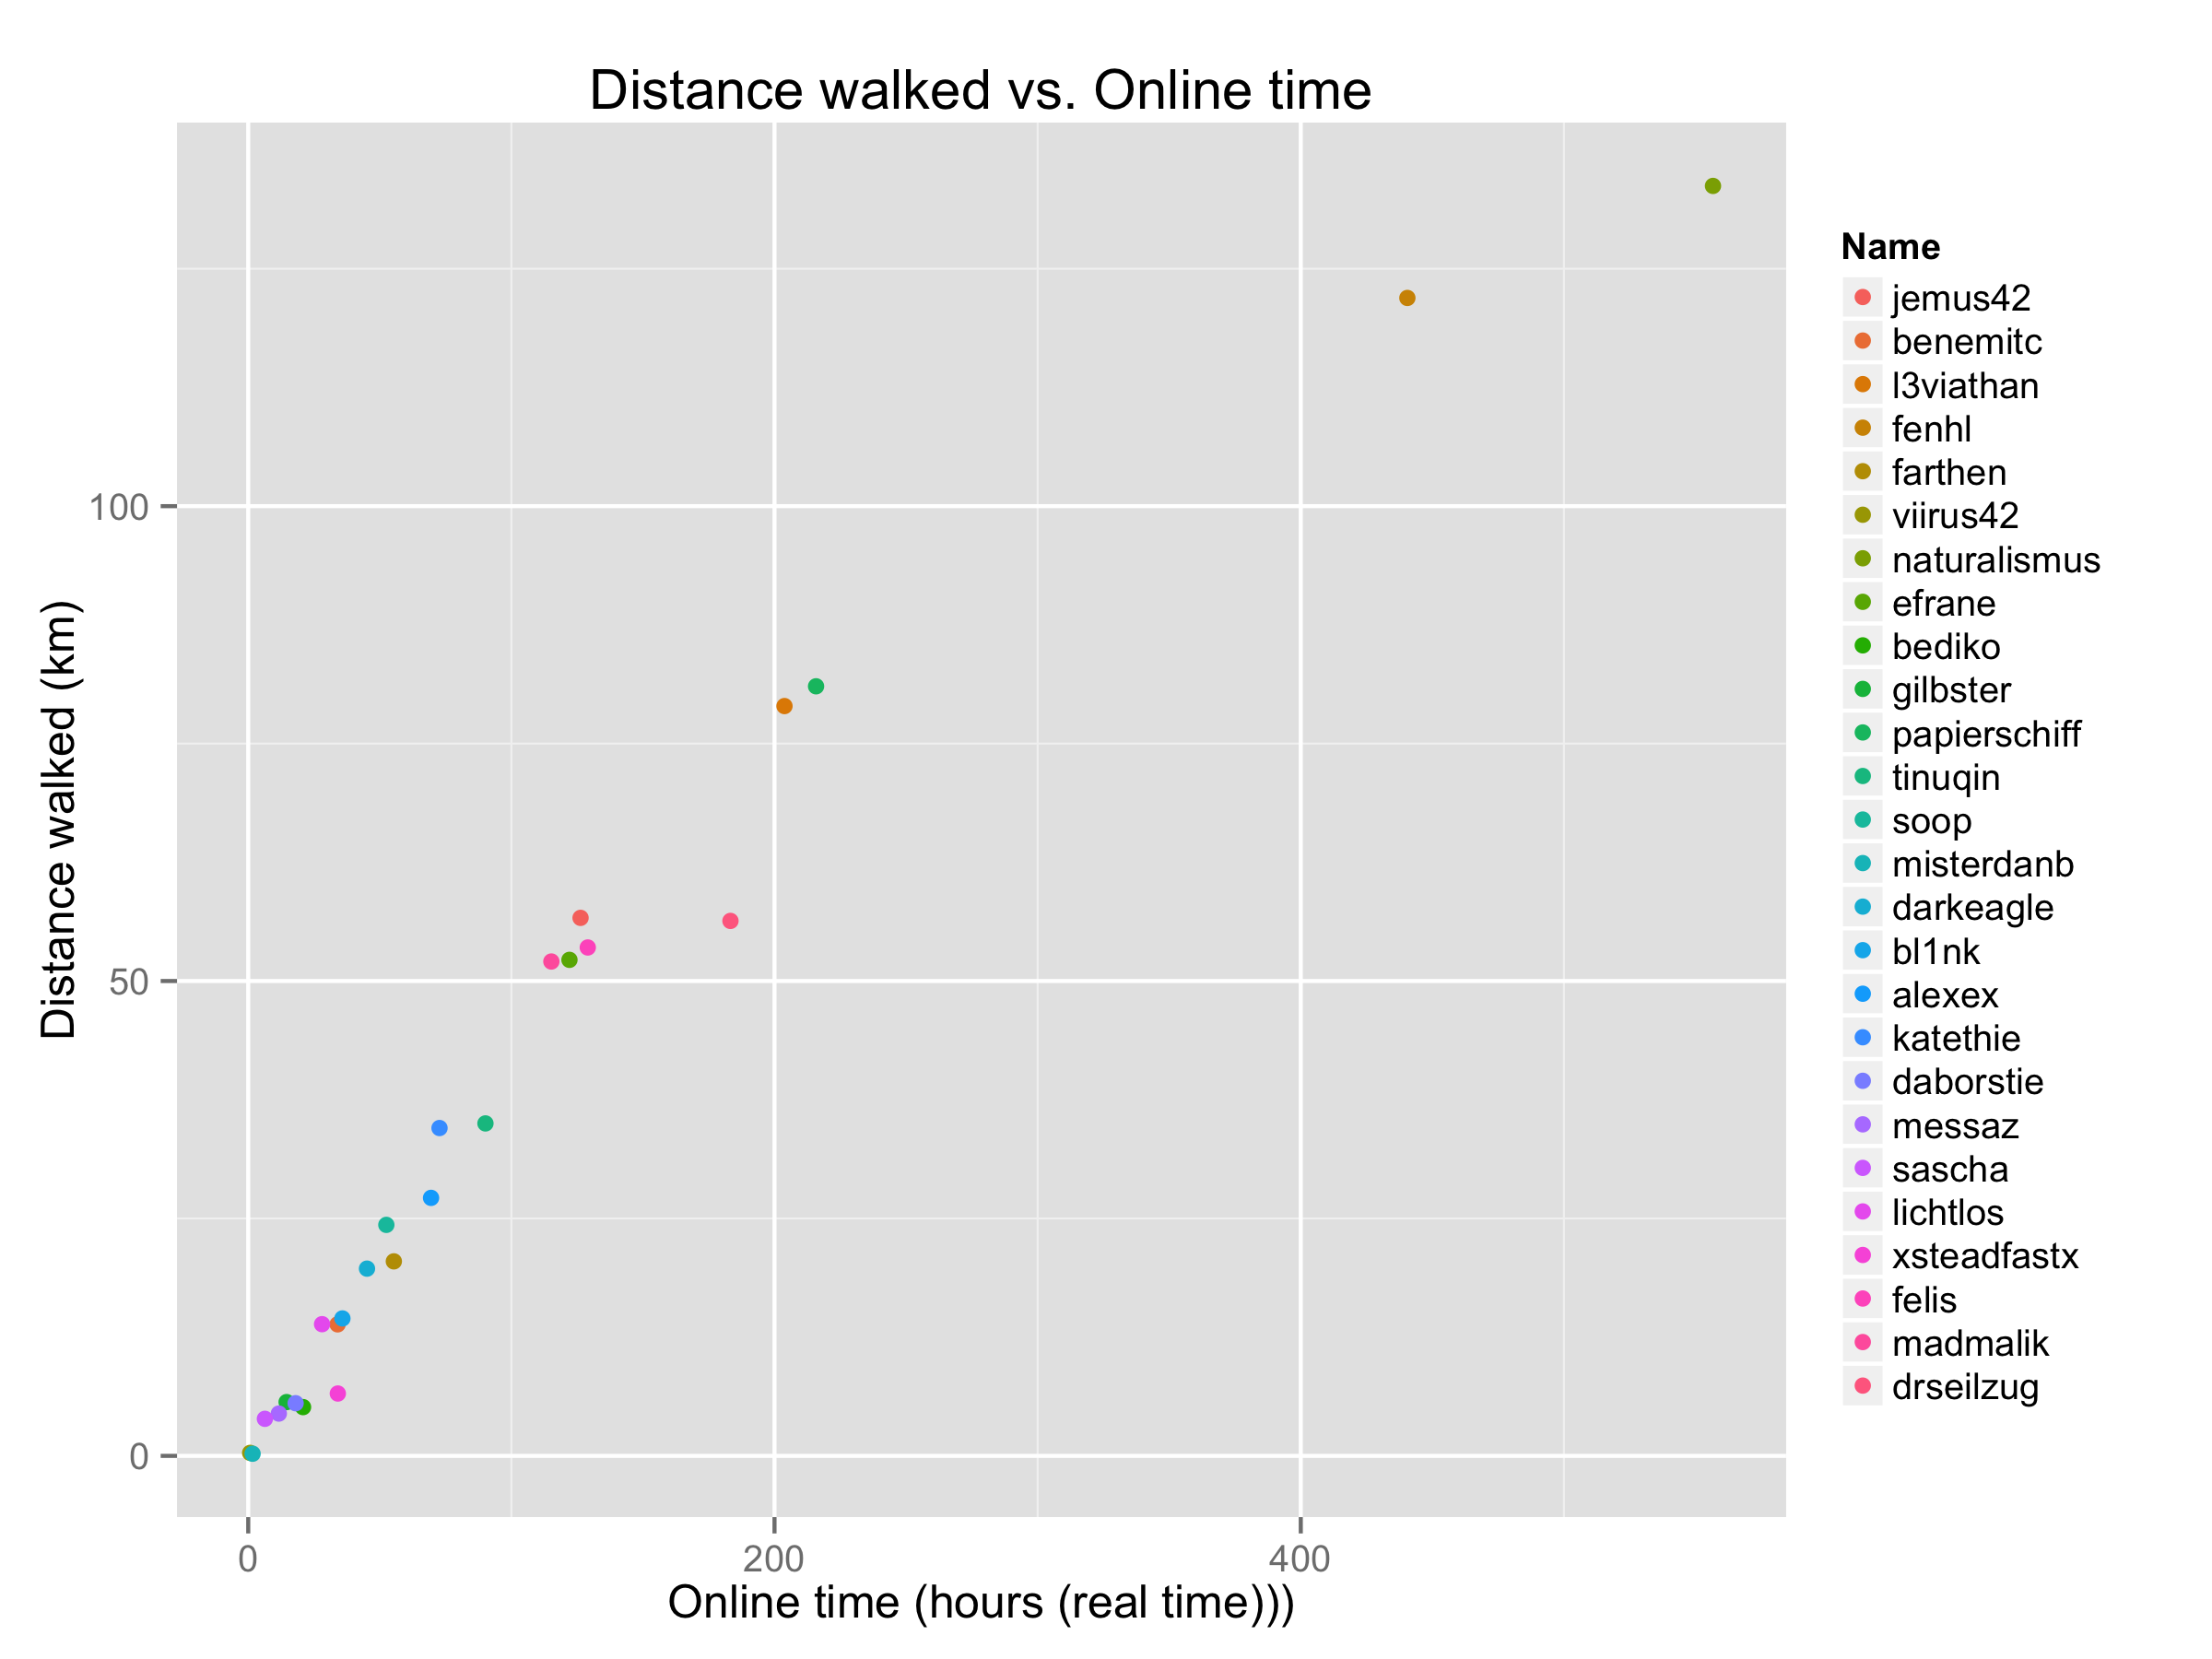 Distance walked vs. Online time
Distance walked (km)
100
50
0
0 200 400
Online time (hours (real time)))
Name
jemus42
benemitc
l3viathan
fenhl
farthen
viirus42
naturalismus
efrane
bediko
gilbster
papierschiff
tinuqin
soop
misterdanb
darkeagle
bl1nk
alexex
katethie
daborstie
messaz
sascha
lichtlos
xsteadfastx
felis
madmalik
drseilzug